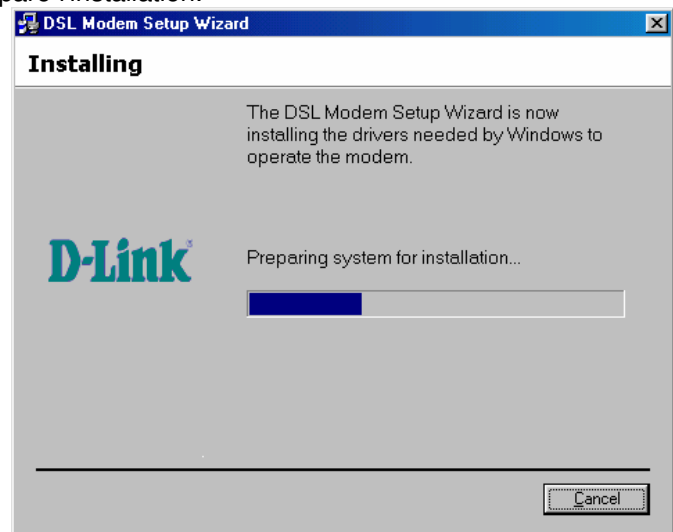 DSL Modem Setup Wizard
Installing
The DSL Modem Setup Wizard is now
installing the drivers needed by Windows to
operate the modem.
D-Link
Preparing system for installation...
Cancel